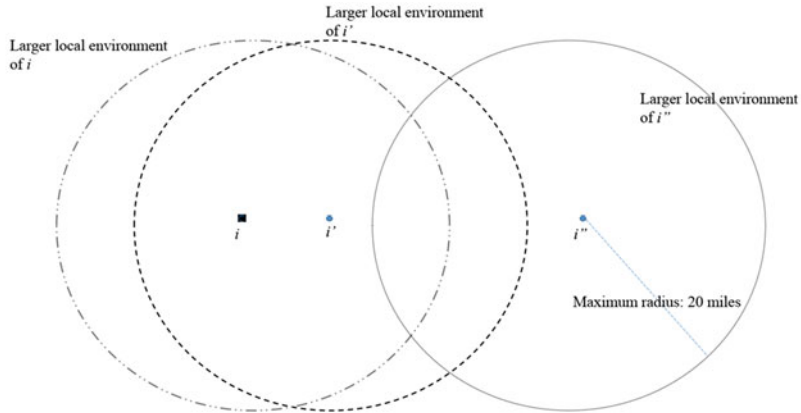 Larger local environment
of i’
Larger local environment
of i
Larger local environment
of i’’
i
i’
i’’
Maximum radius: 20 miles